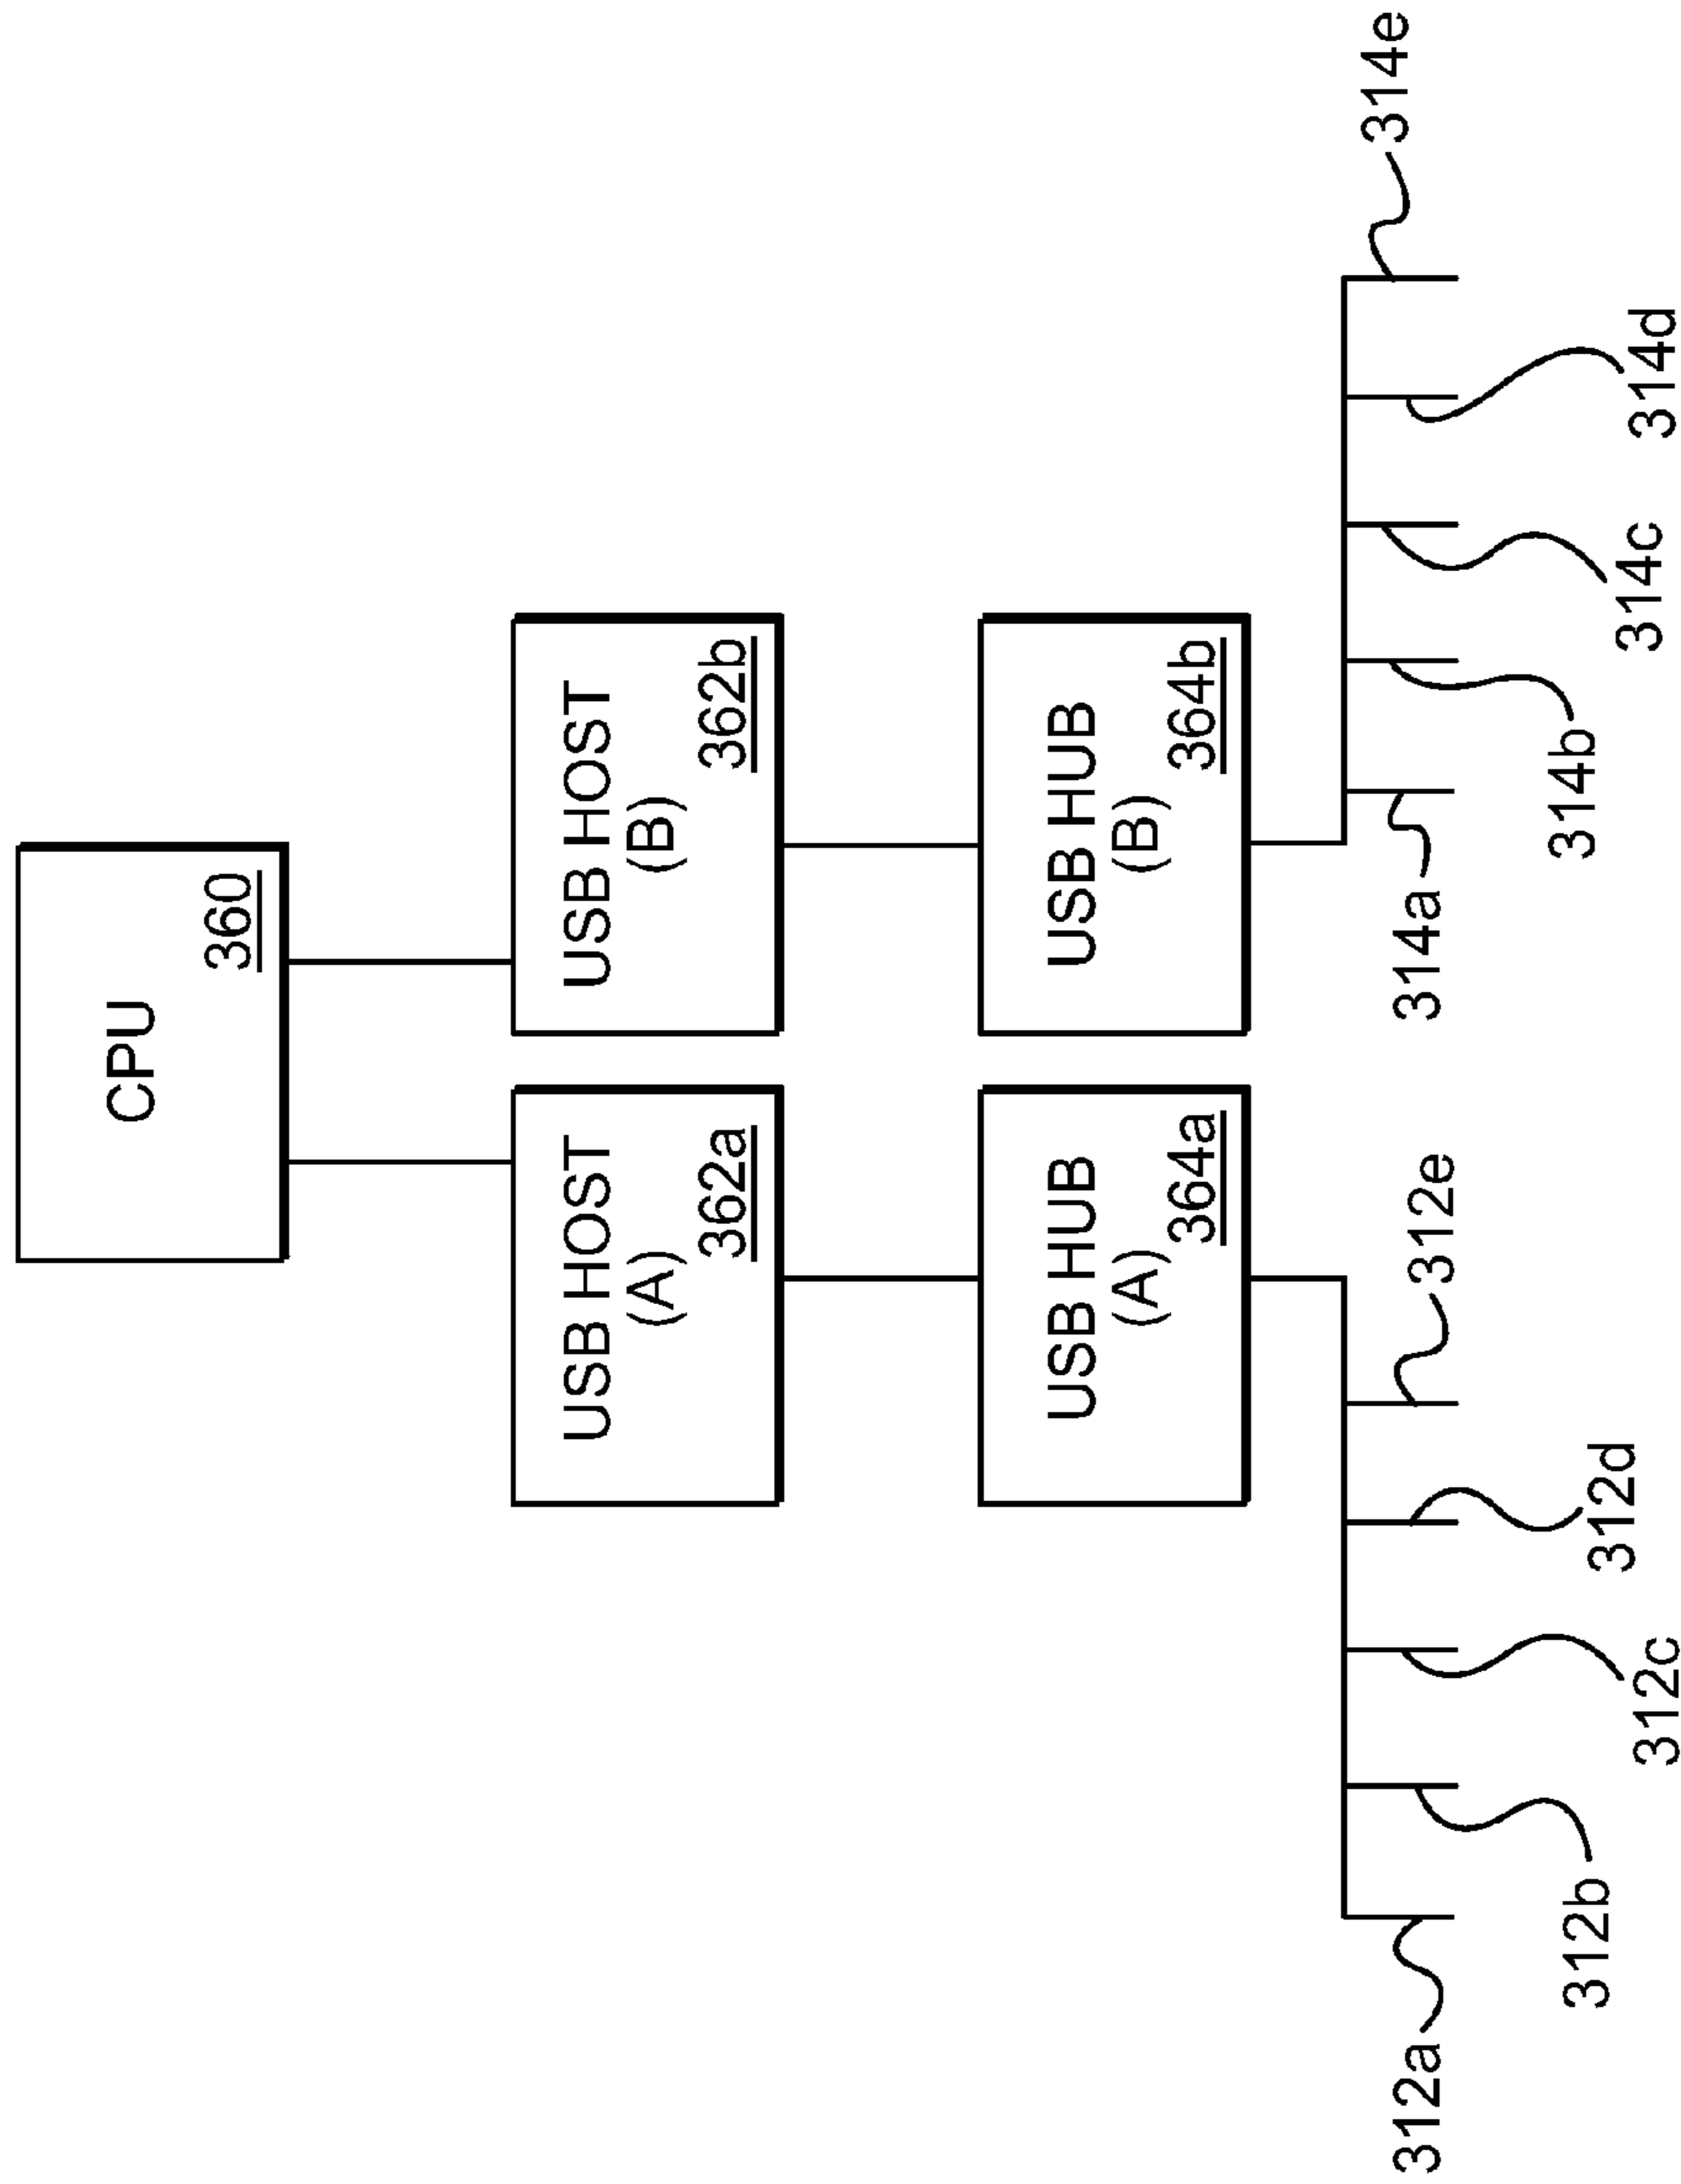 CPU
360
USB HOST
(A)
362a
USB HOST
(B)
362b
USB HUB
(A)
364a
USB HUB
(B)
364b
312a
312b
312c
312d
312e
314a
314b
314c
314d
314e